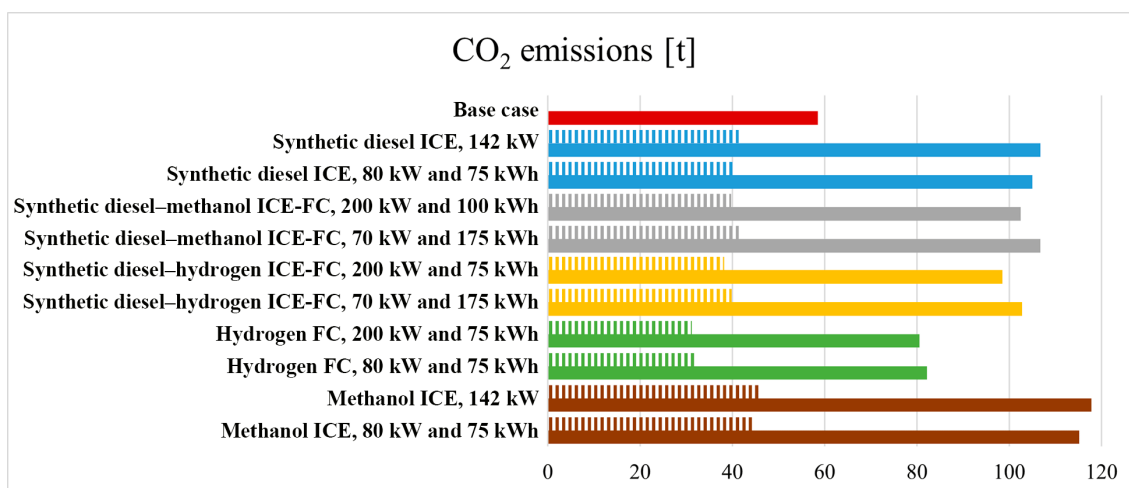 CO₂ emissions [t]
Base case
Synthetic diesel ICE, 142 kW
Synthetic diesel ICE, 80 kW and 75 kWh
Synthetic diesel–methanol ICE-FC, 200 kW and 100 kWh
Synthetic diesel–methanol ICE-FC, 70 kW and 175 kWh
Synthetic diesel–hydrogen ICE-FC, 200 kW and 75 kWh
Synthetic diesel–hydrogen ICE-FC, 70 kW and 175 kWh
Hydrogen FC, 200 kW and 75 kWh
Hydrogen FC, 80 kW and 75 kWh
Methanol ICE, 142 kW
Methanol ICE, 80 kW and 75 kWh
0 20 40 60 80 100 120